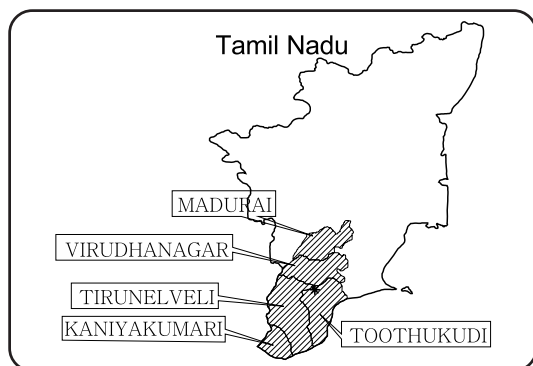 Tamil Nadu
MADURAI
VIRUDHANAGAR
TIRUNELVELI
KANIYAKUMARI
TOOTHUKUDI